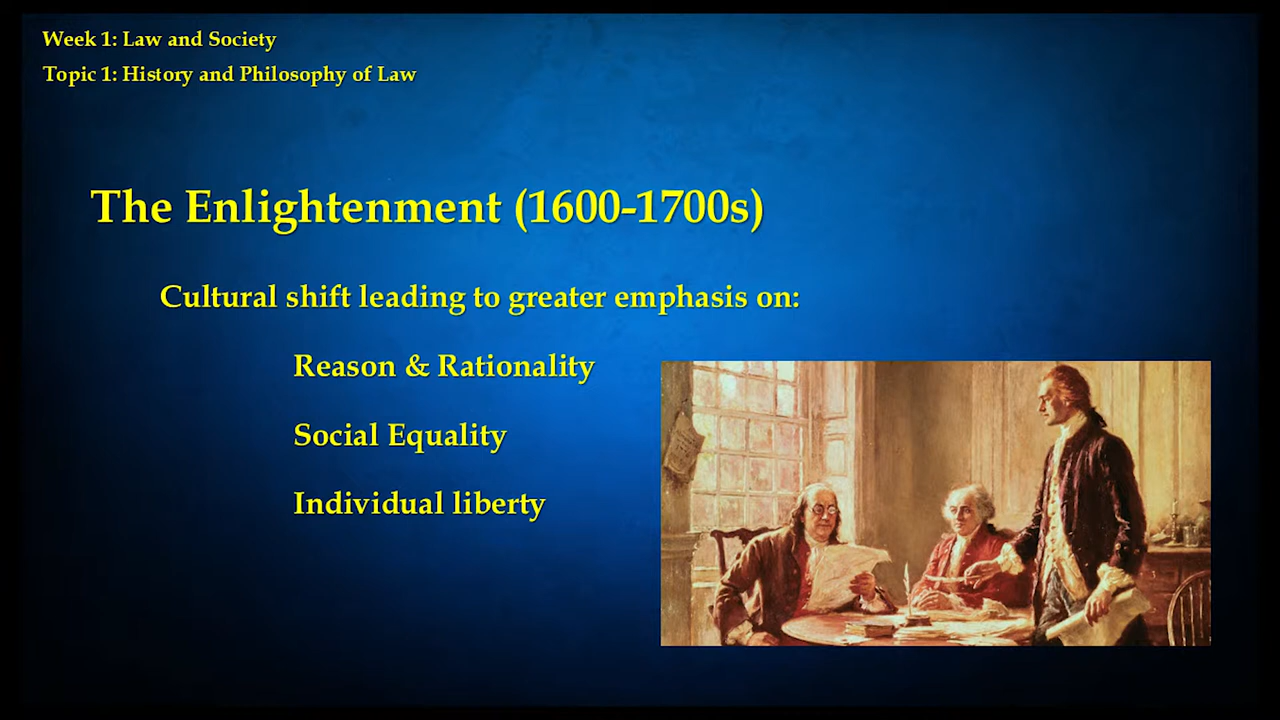 Week 1: Law and Society
Topic 1: History and Philosophy of Law
The Enlightenment (1600-1700s)
Cultural shift leading to greater emphasis on:
Reason & Rationality
Social Equality
Individual liberty